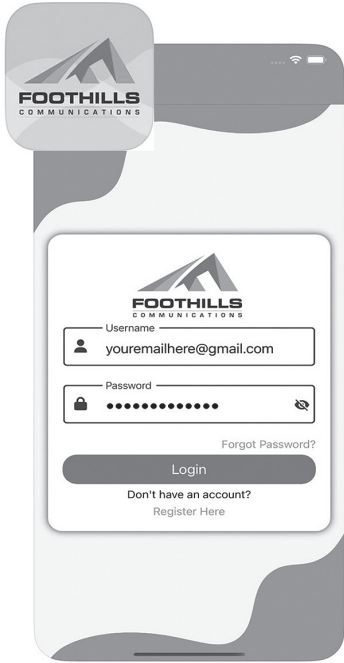 FOOTHILLS
COMMUNICATIONS
FOOTHILLS
COMMUNICATIONS
Username
youremailhere@gmail.com
Password
Forgot Password?
Login
Don't have an account?
Register Here